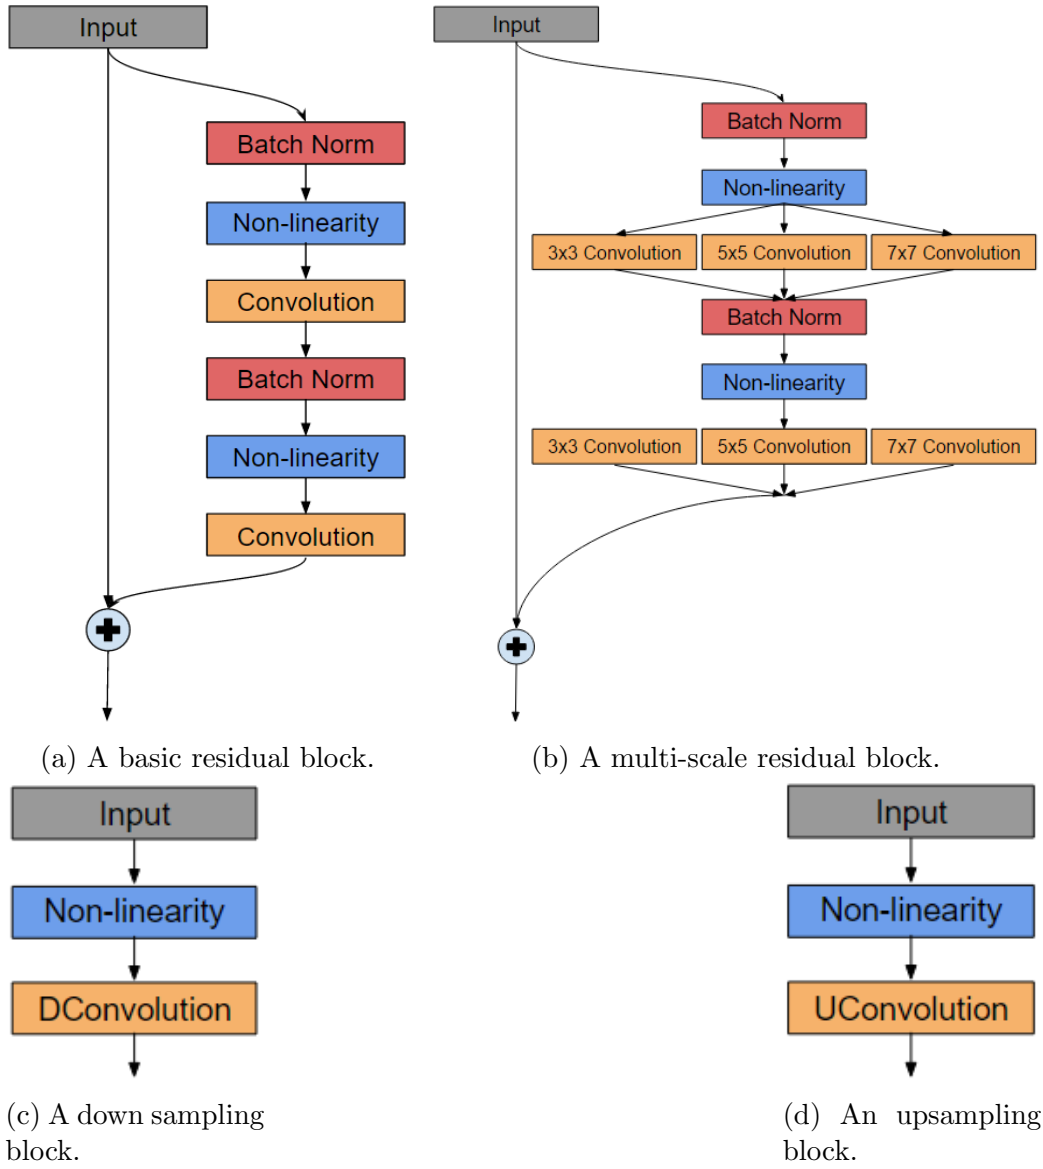 Input
Batch Norm
Non-linearity
Convolution
Batch Norm
Non-linearity
Convolution
(a) A basic residual block.
Input
Batch Norm
Non-linearity
3x3 Convolution 5x5 Convolution 7x7 Convolution
Batch Norm
Non-linearity
3x3 Convolution 5x5 Convolution 7x7 Convolution
(b) A multi-scale residual block.
Input
Non-linearity
DConvolution
(c) A down sampling
block.
Input
Non-linearity
UConvolution
(d) An upsampling
block.